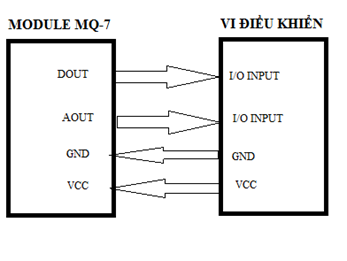 MODULE MQ-7
VI ĐIỀU KHIỂN
DOUT
I/O INPUT
AOUT
I/O INPUT
GND
GND
VCC
VCC